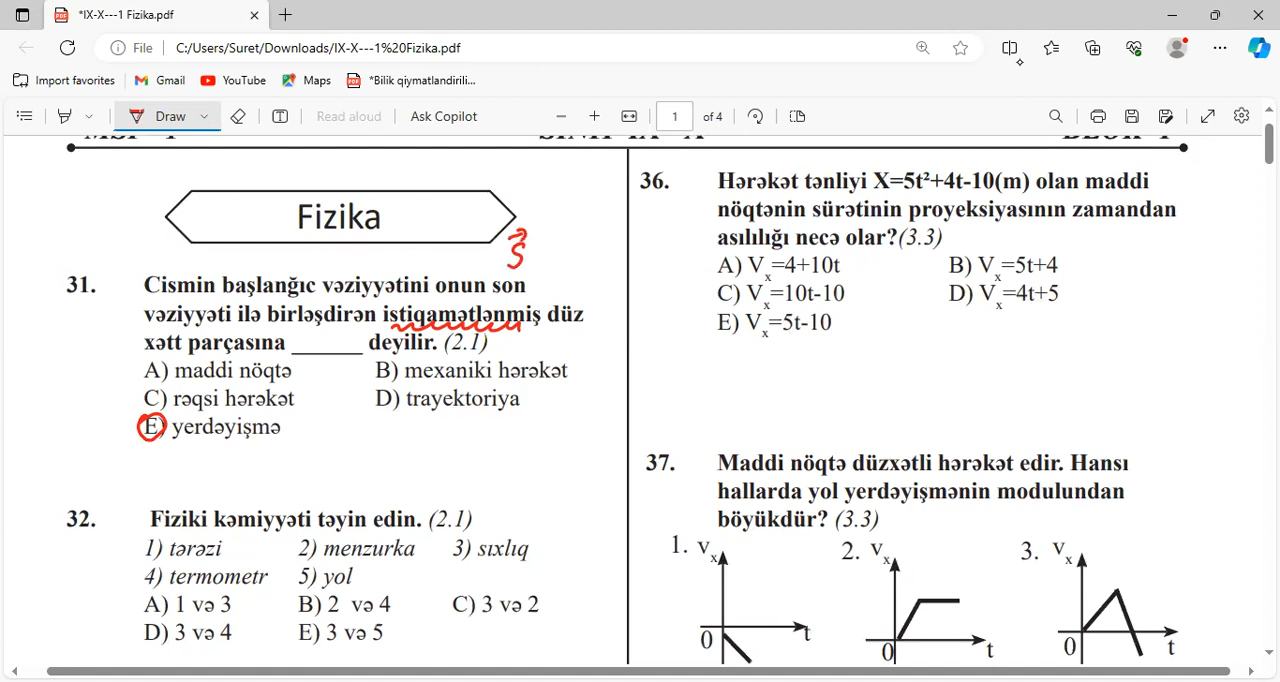 *IX-X---1 Fizika.pdf
File
C:/Users/Suret/Downloads/IX-X---1%20Fizika.pdf
Import favorites
Gmail
YouTube
Maps
*Bilik qiymatlandirili...
Draw
Read aloud
Ask Copilot
1 of 4
Fizika
S
31. Cismin başlanğıc vəziyyətini onun son
vəziyyəti ilə birləşdirən istiqamətlənmiş düz
xətt parçasına ______ deyilir. (2.1)
A) maddi nöqtə B) mexaniki hərəkət
C) rəqsi hərəkət D) trayektoriya
E) yerdəyişmə
32. Fiziki kəmiyyəti təyin edin. (2.1)
1) tərəzi 2) menzurka 3) sıxlıq
4) termometr 5) yol
A) 1 və 3 B) 2 və 4 C) 3 və 2
D) 3 və 4 E) 3 və 5
36. Hərəkət tənliyi X=5t²+4t-10(m) olan maddi
nöqtənin sürətinin proyeksiyasının zamandan
asılılığı necə olar?(3.3)
A) Vx=4+10t B) Vx=5t+4
C) Vx=10t-10 D) Vx=4t+5
E) Vx=5t-10
37. Maddi nöqtə düzxətli hərəkət edir. Hansı
hallarda yol yerdəyişmənin modulundan
böyükdür? (3.3)
1. Vx 2. Vx 3. Vx
0 t 0 t 0 t